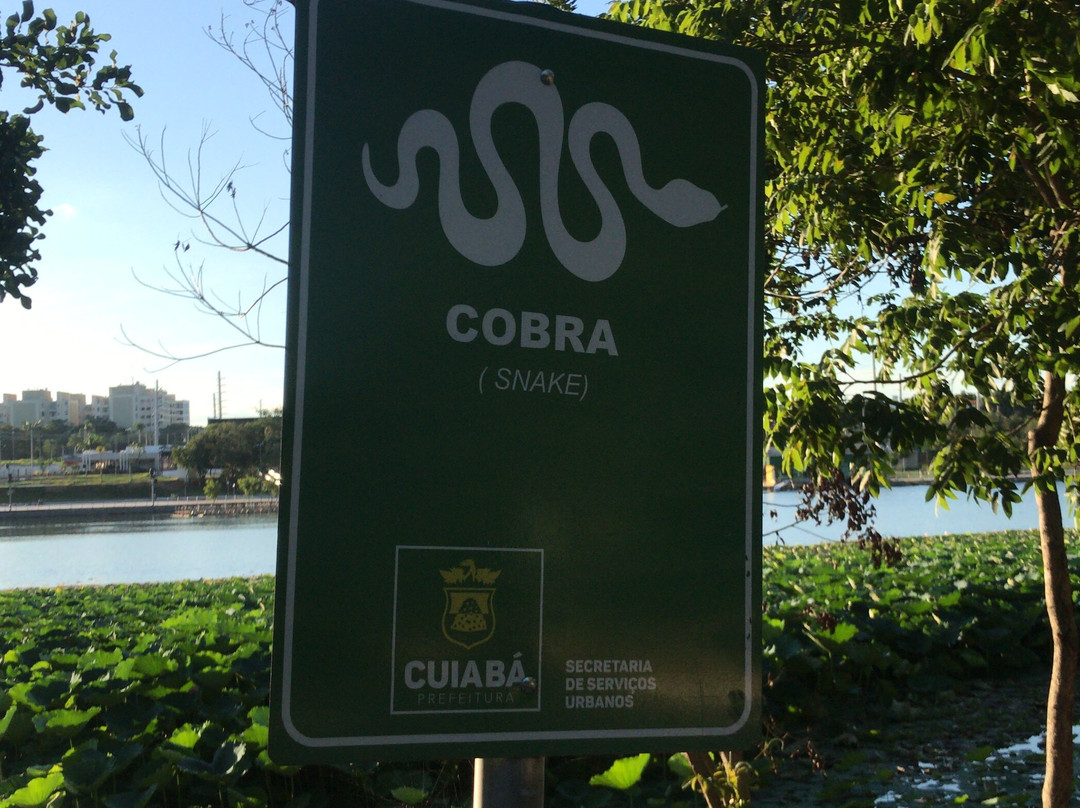 COBRA
( SNAKE)
CUIABÁ
PREFEITURA
SECRETARIA
DE SERVIÇOS
URBANOS